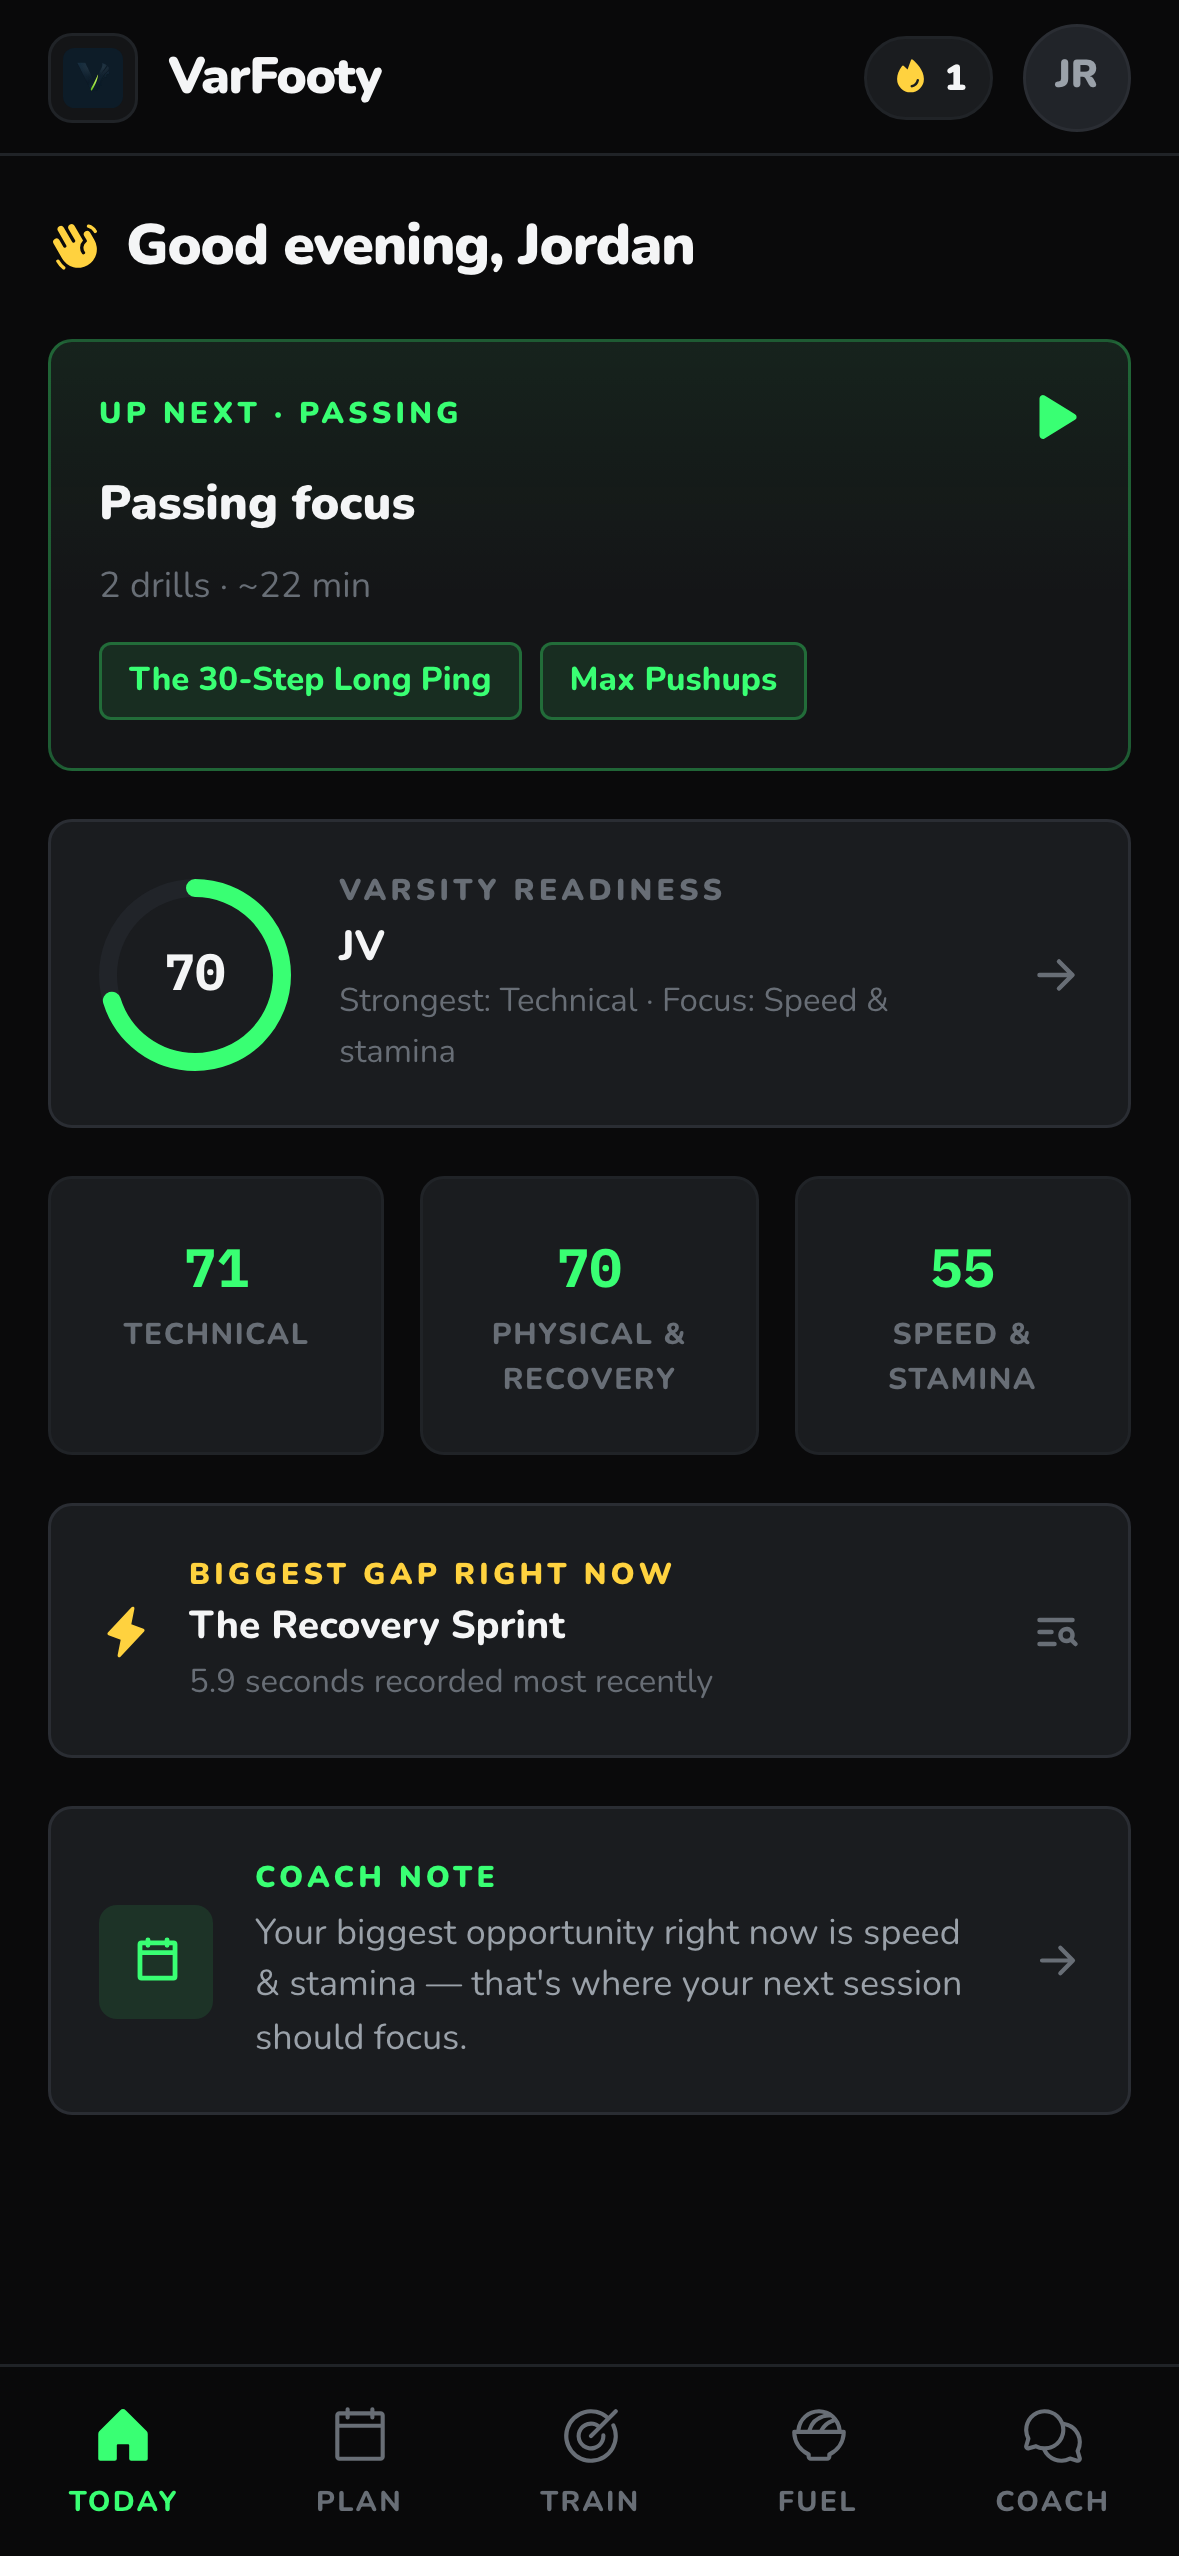 VarFooty
1
JR
Good evening, Jordan
UP NEXT · PASSING
Passing focus
2 drills · ~22 min
The 30-Step Long Ping
Max Pushups
70
VARSITY READINESS
JV
Strongest: Technical · Focus: Speed &
stamina
71
TECHNICAL
70
PHYSICAL &
RECOVERY
55
SPEED &
STAMINA
BIGGEST GAP RIGHT NOW
The Recovery Sprint
5.9 seconds recorded most recently
COACH NOTE
Your biggest opportunity right now is speed
& stamina — that's where your next session
should focus.
TODAY
PLAN
TRAIN
FUEL
COACH